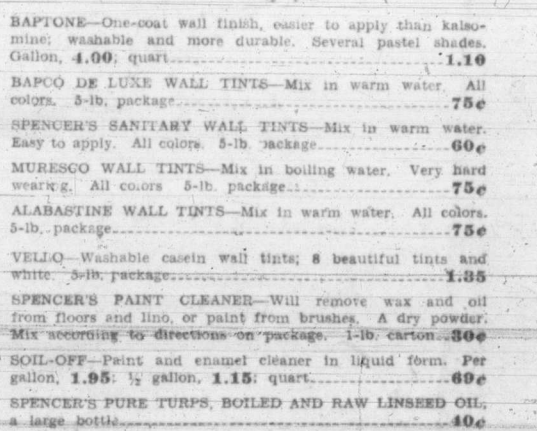 BAPTONE—One-coat wall finish, easier to apply than kalso-
mine; washable and more durable. Several pastel shades.
Gallon, 4.00; quart 1.10
BAPCO DE LUXE WALL TINTS—Mix in warm water. All
colors. 5-lb. package 75c
SPENCER'S SANITARY WALL TINTS—Mix in warm water.
Easy to apply. All colors. 5-lb. package 60c
MURESCO WALL TINTS—Mix in boiling water. Very hard
wearing. All colors 5-lb. package 75c
ALABASTINE WALL TINTS—Mix in warm water. All colors.
5-lb. package 75c
VELLO—Washable casein wall tints; 8 beautiful tints and
white. 5-lb. package 1.35
SPENCER'S PAINT CLEANER—Will remove wax and oil
from floors and lino, or paint from brushes. A dry powder.
Mix according to directions on package. 1-lb. carton 30c
SOIL-OFF—Paint and enamel cleaner in liquid form. Per
gallon, 1.95; ½ gallon, 1.15; quart 69c
SPENCER'S PURE TURPS, BOILED AND RAW LINSEED OIL,
a large bottle 40c